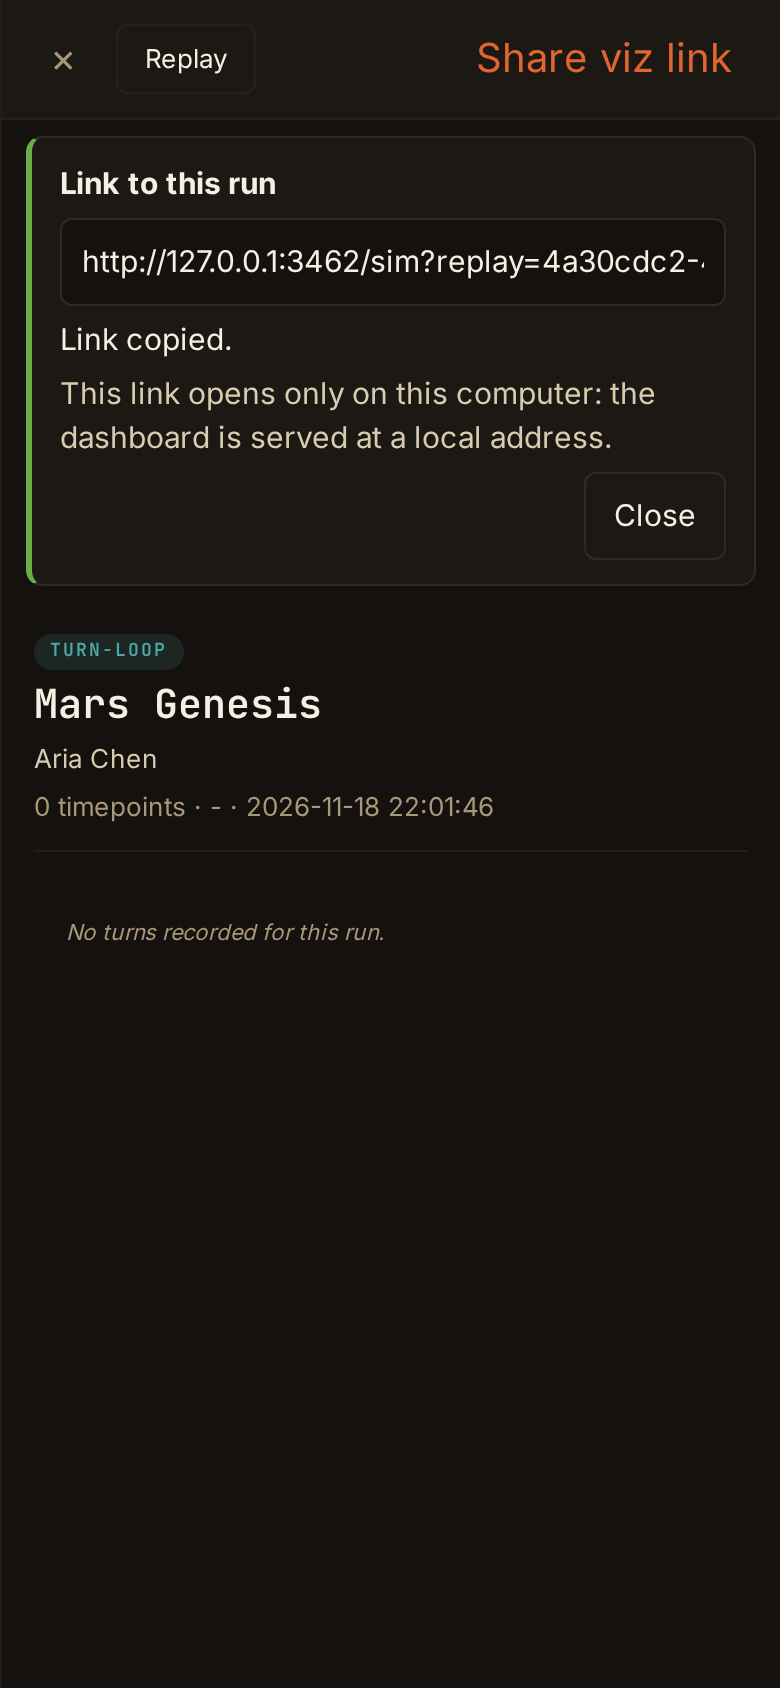 × Replay Share viz link
Link to this run
http://127.0.0.1:3462/sim?replay=4a30cdc2-
Link copied.
This link opens only on this computer: the
dashboard is served at a local address.
Close
TURN-LOOP
Mars Genesis
Aria Chen
0 timepoints · - · 2026-11-18 22:01:46
No turns recorded for this run.